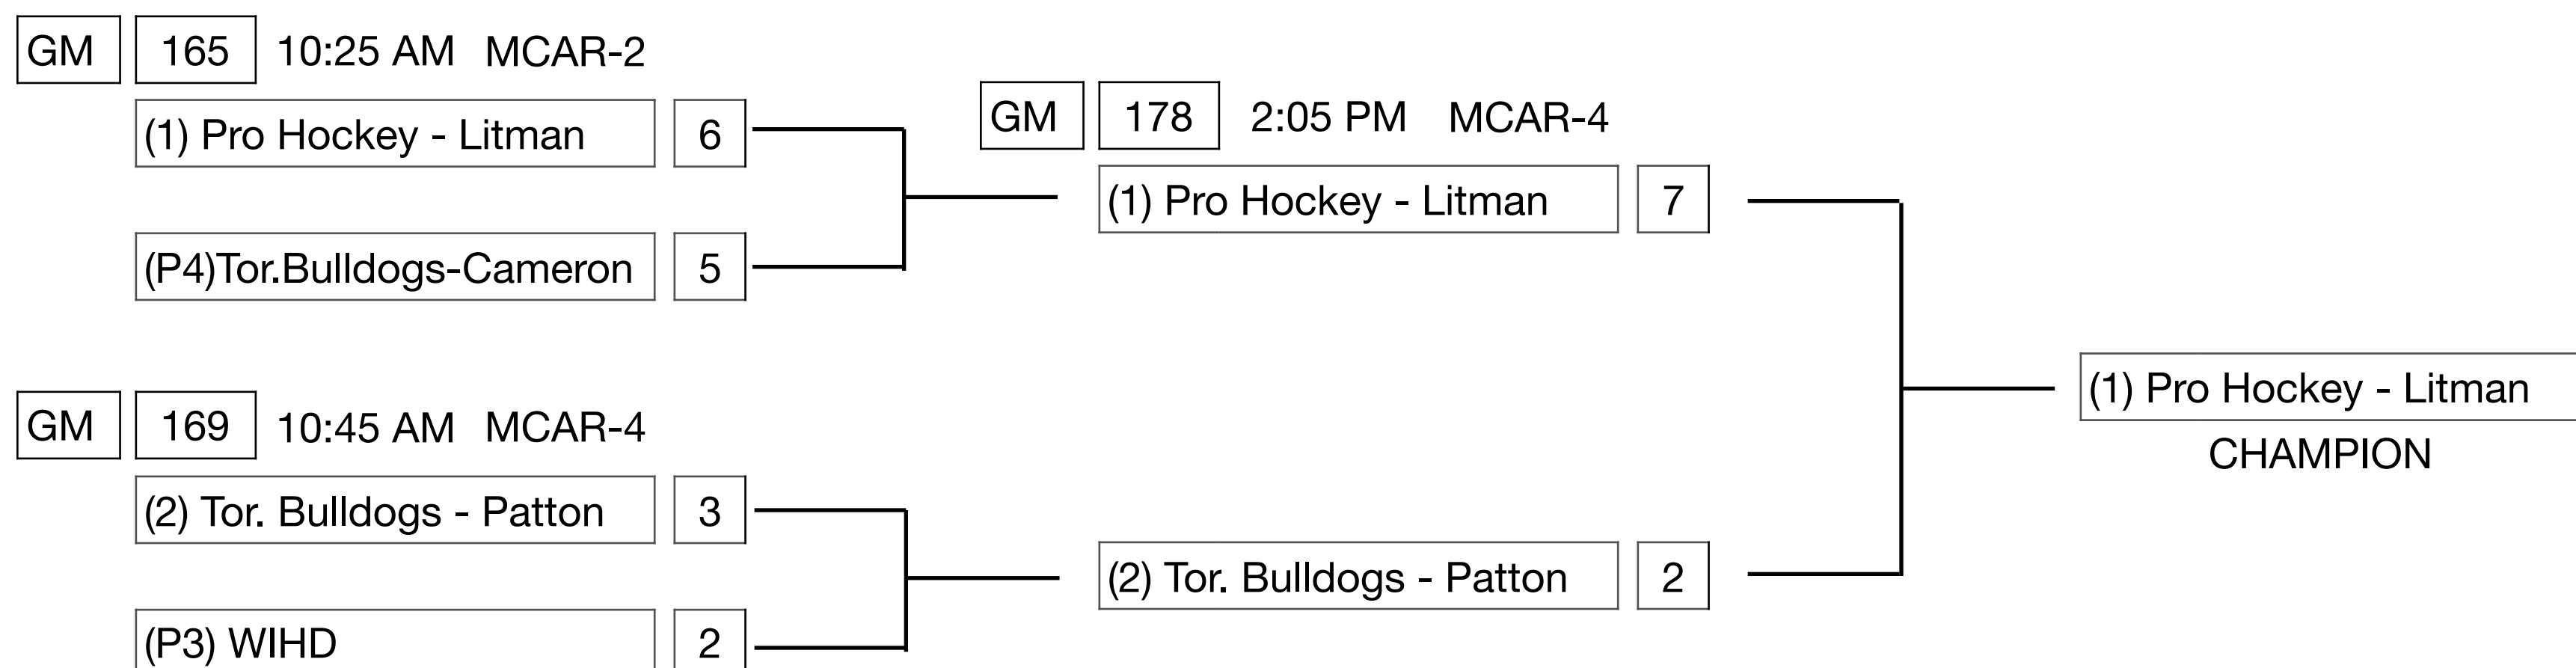 GM 165 10:25 AM MCAR-2
(1) Pro Hockey - Litman 6
(P4)Tor.Bulldogs-Cameron 5
GM 169 10:45 AM MCAR-4
(2) Tor. Bulldogs - Patton 3
(P3) WIHD 2
GM 178 2:05 PM MCAR-4
(1) Pro Hockey - Litman 7
(2) Tor. Bulldogs - Patton 2
(1) Pro Hockey - Litman
CHAMPION